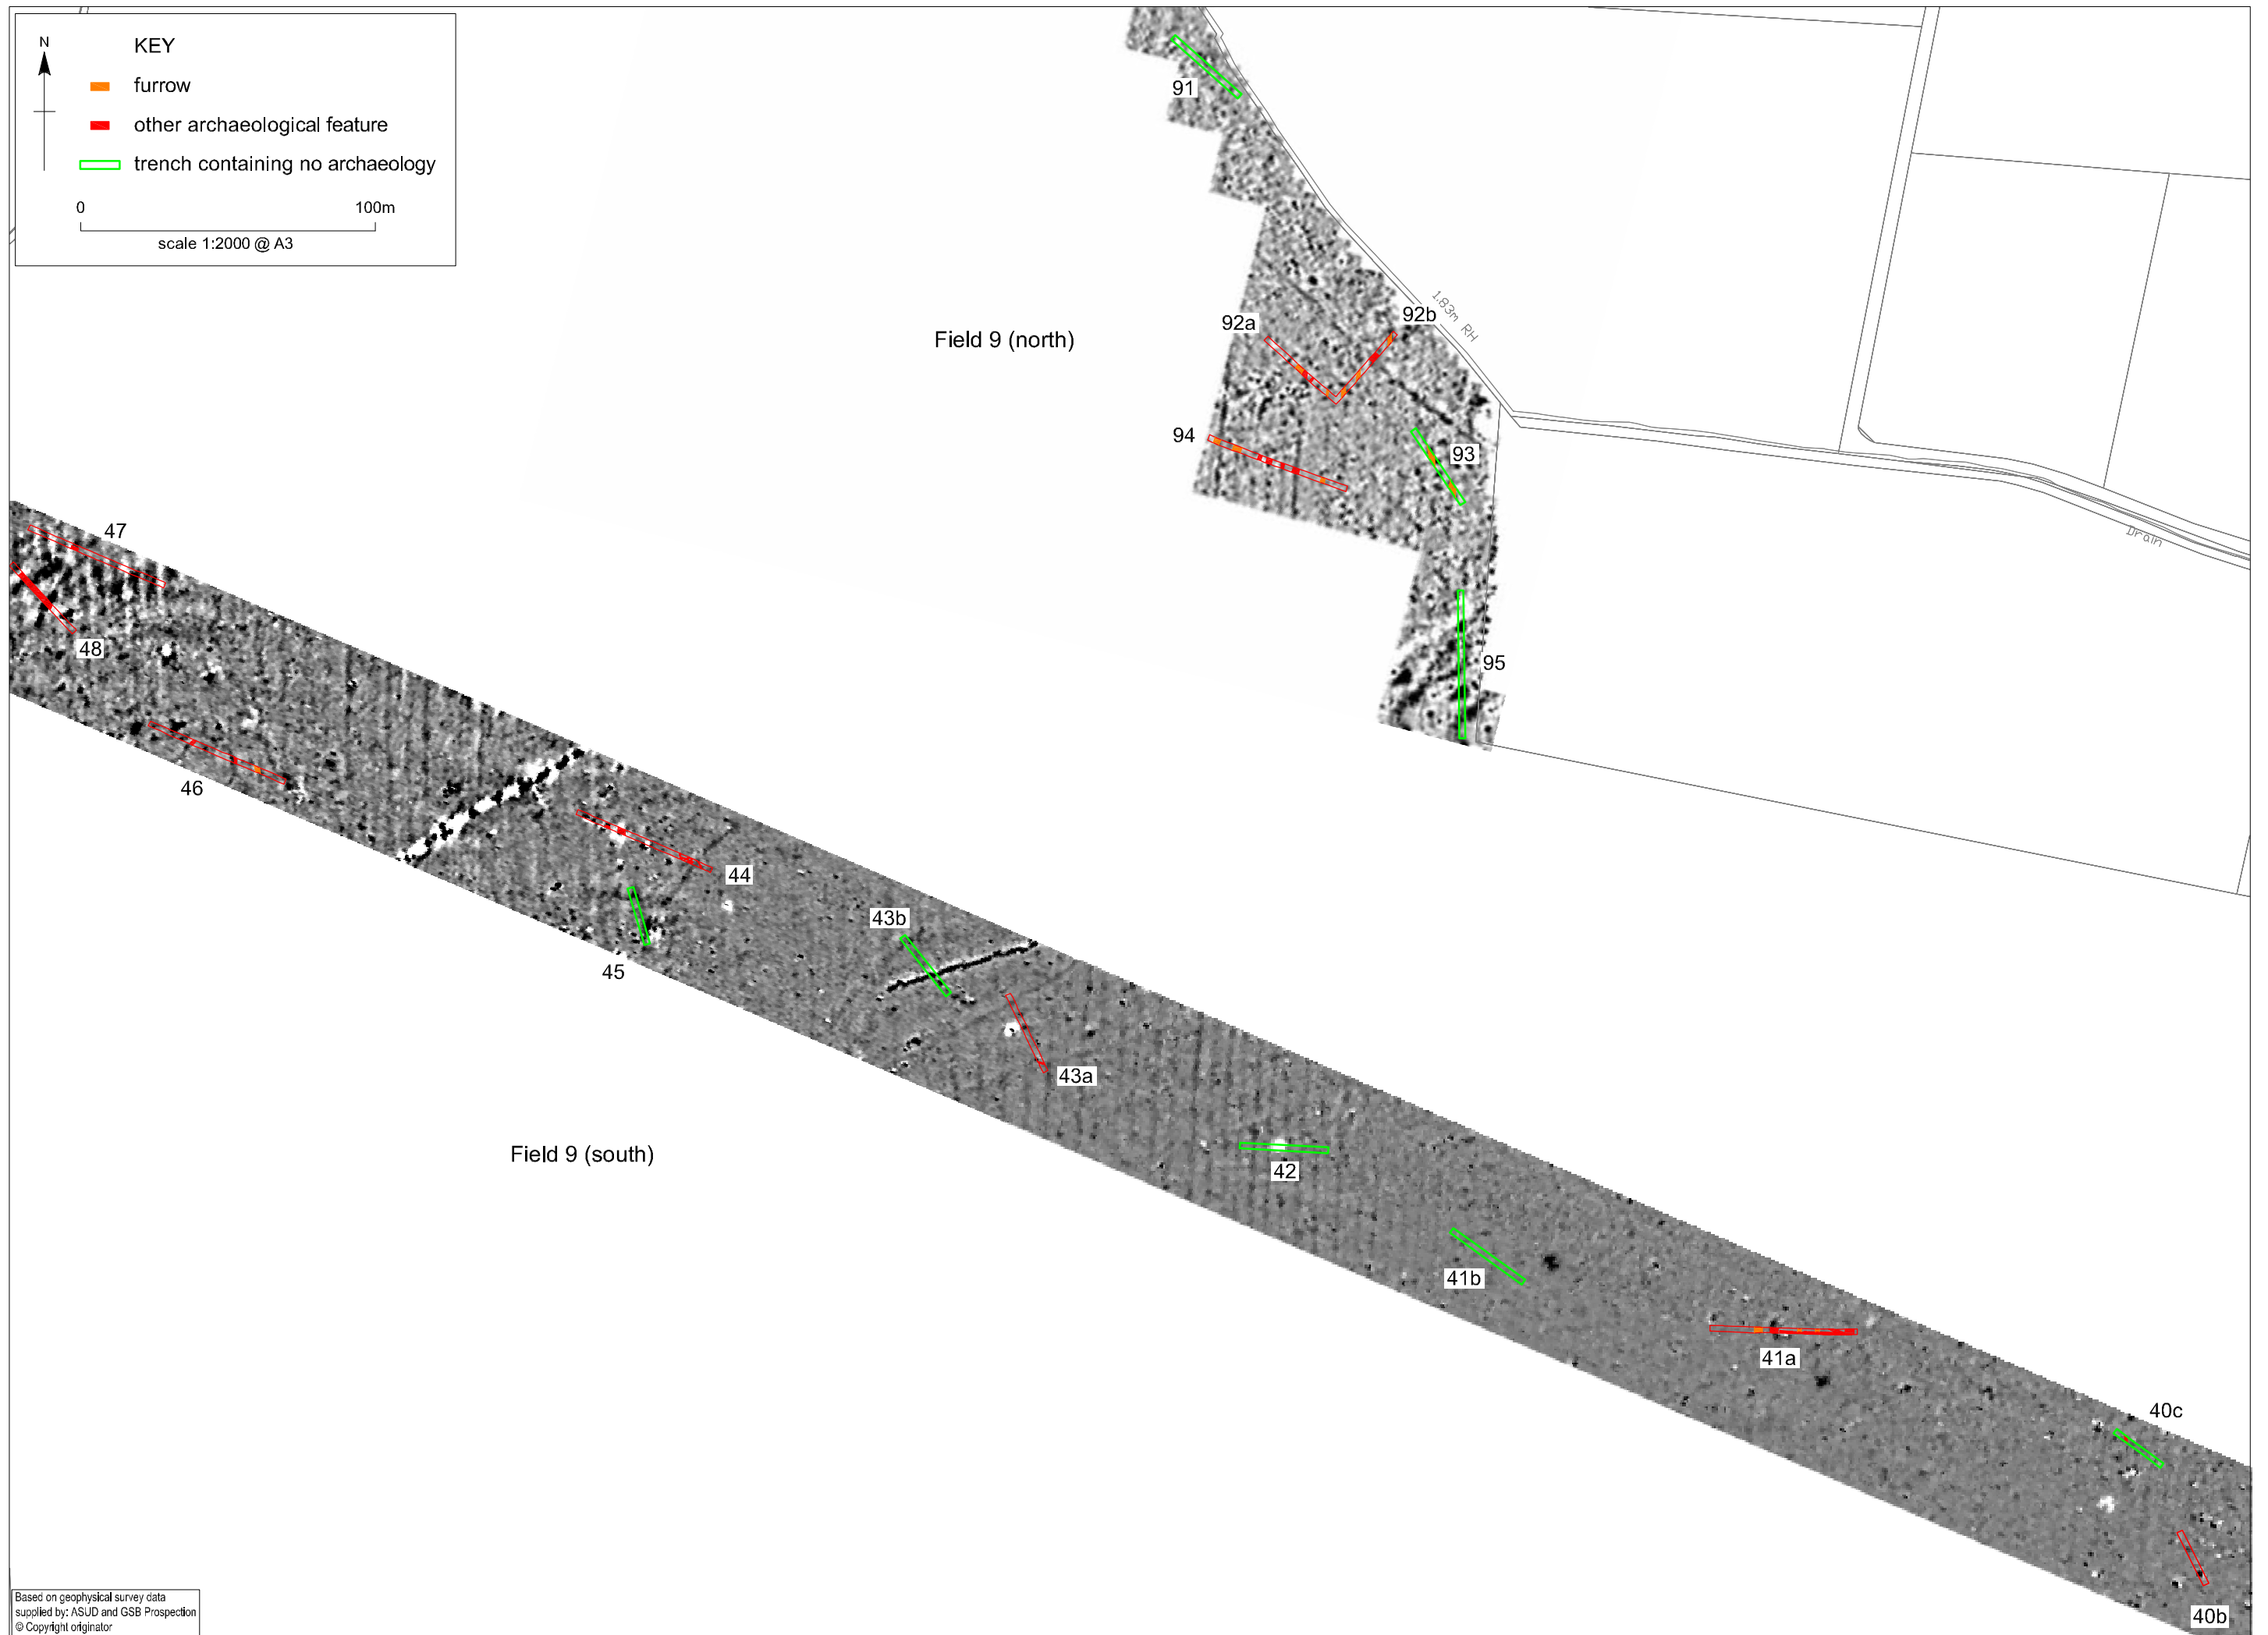 N
KEY
furrow
other archaeological feature
trench containing no archaeology
0 100m
scale 1:2000 @ A3
91
92a
92b
1.83m RH
Field 9 (north)
94
93
Drain
47
48
95
46
44
43b
45
43a
Field 9 (south)
42
41b
41a
40c
40b
Based on geophysical survey data
supplied by: ASUD and GSB Prospection
© Copyright originator